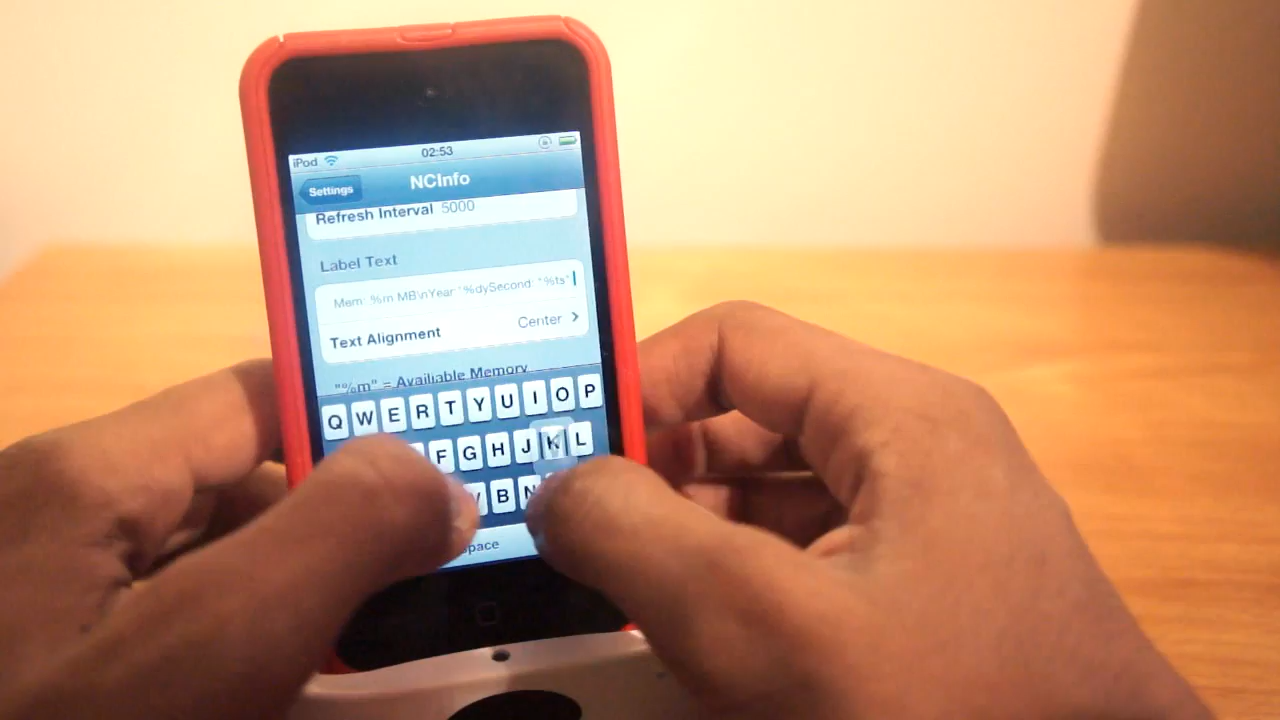 iPod 02:53
Settings NCInfo
Refresh Interval 5000
Label Text
Mem: %m MB\nYear "%dySecond: "%ts"
Text Alignment Center
"%m" = Availiable Memory
Q W E R T Y U I O P
F G H J K L
V B N
space